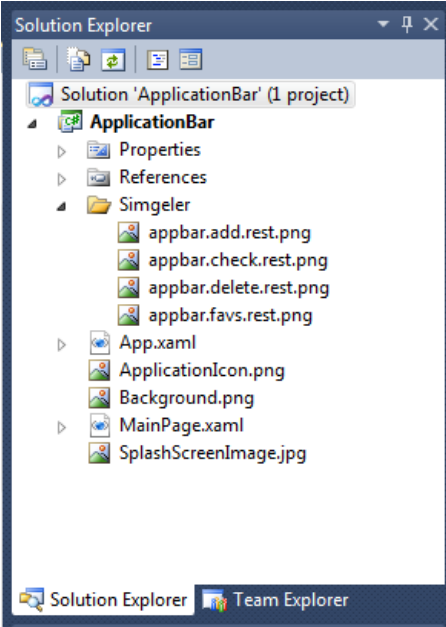 Solution Explorer
Solution 'ApplicationBar' (1 project)
ApplicationBar
Properties
References
Simgeler
appbar.add.rest.png
appbar.check.rest.png
appbar.delete.rest.png
appbar.favs.rest.png
App.xaml
ApplicationIcon.png
Background.png
MainPage.xaml
SplashScreenImage.jpg
Solution Explorer Team Explorer